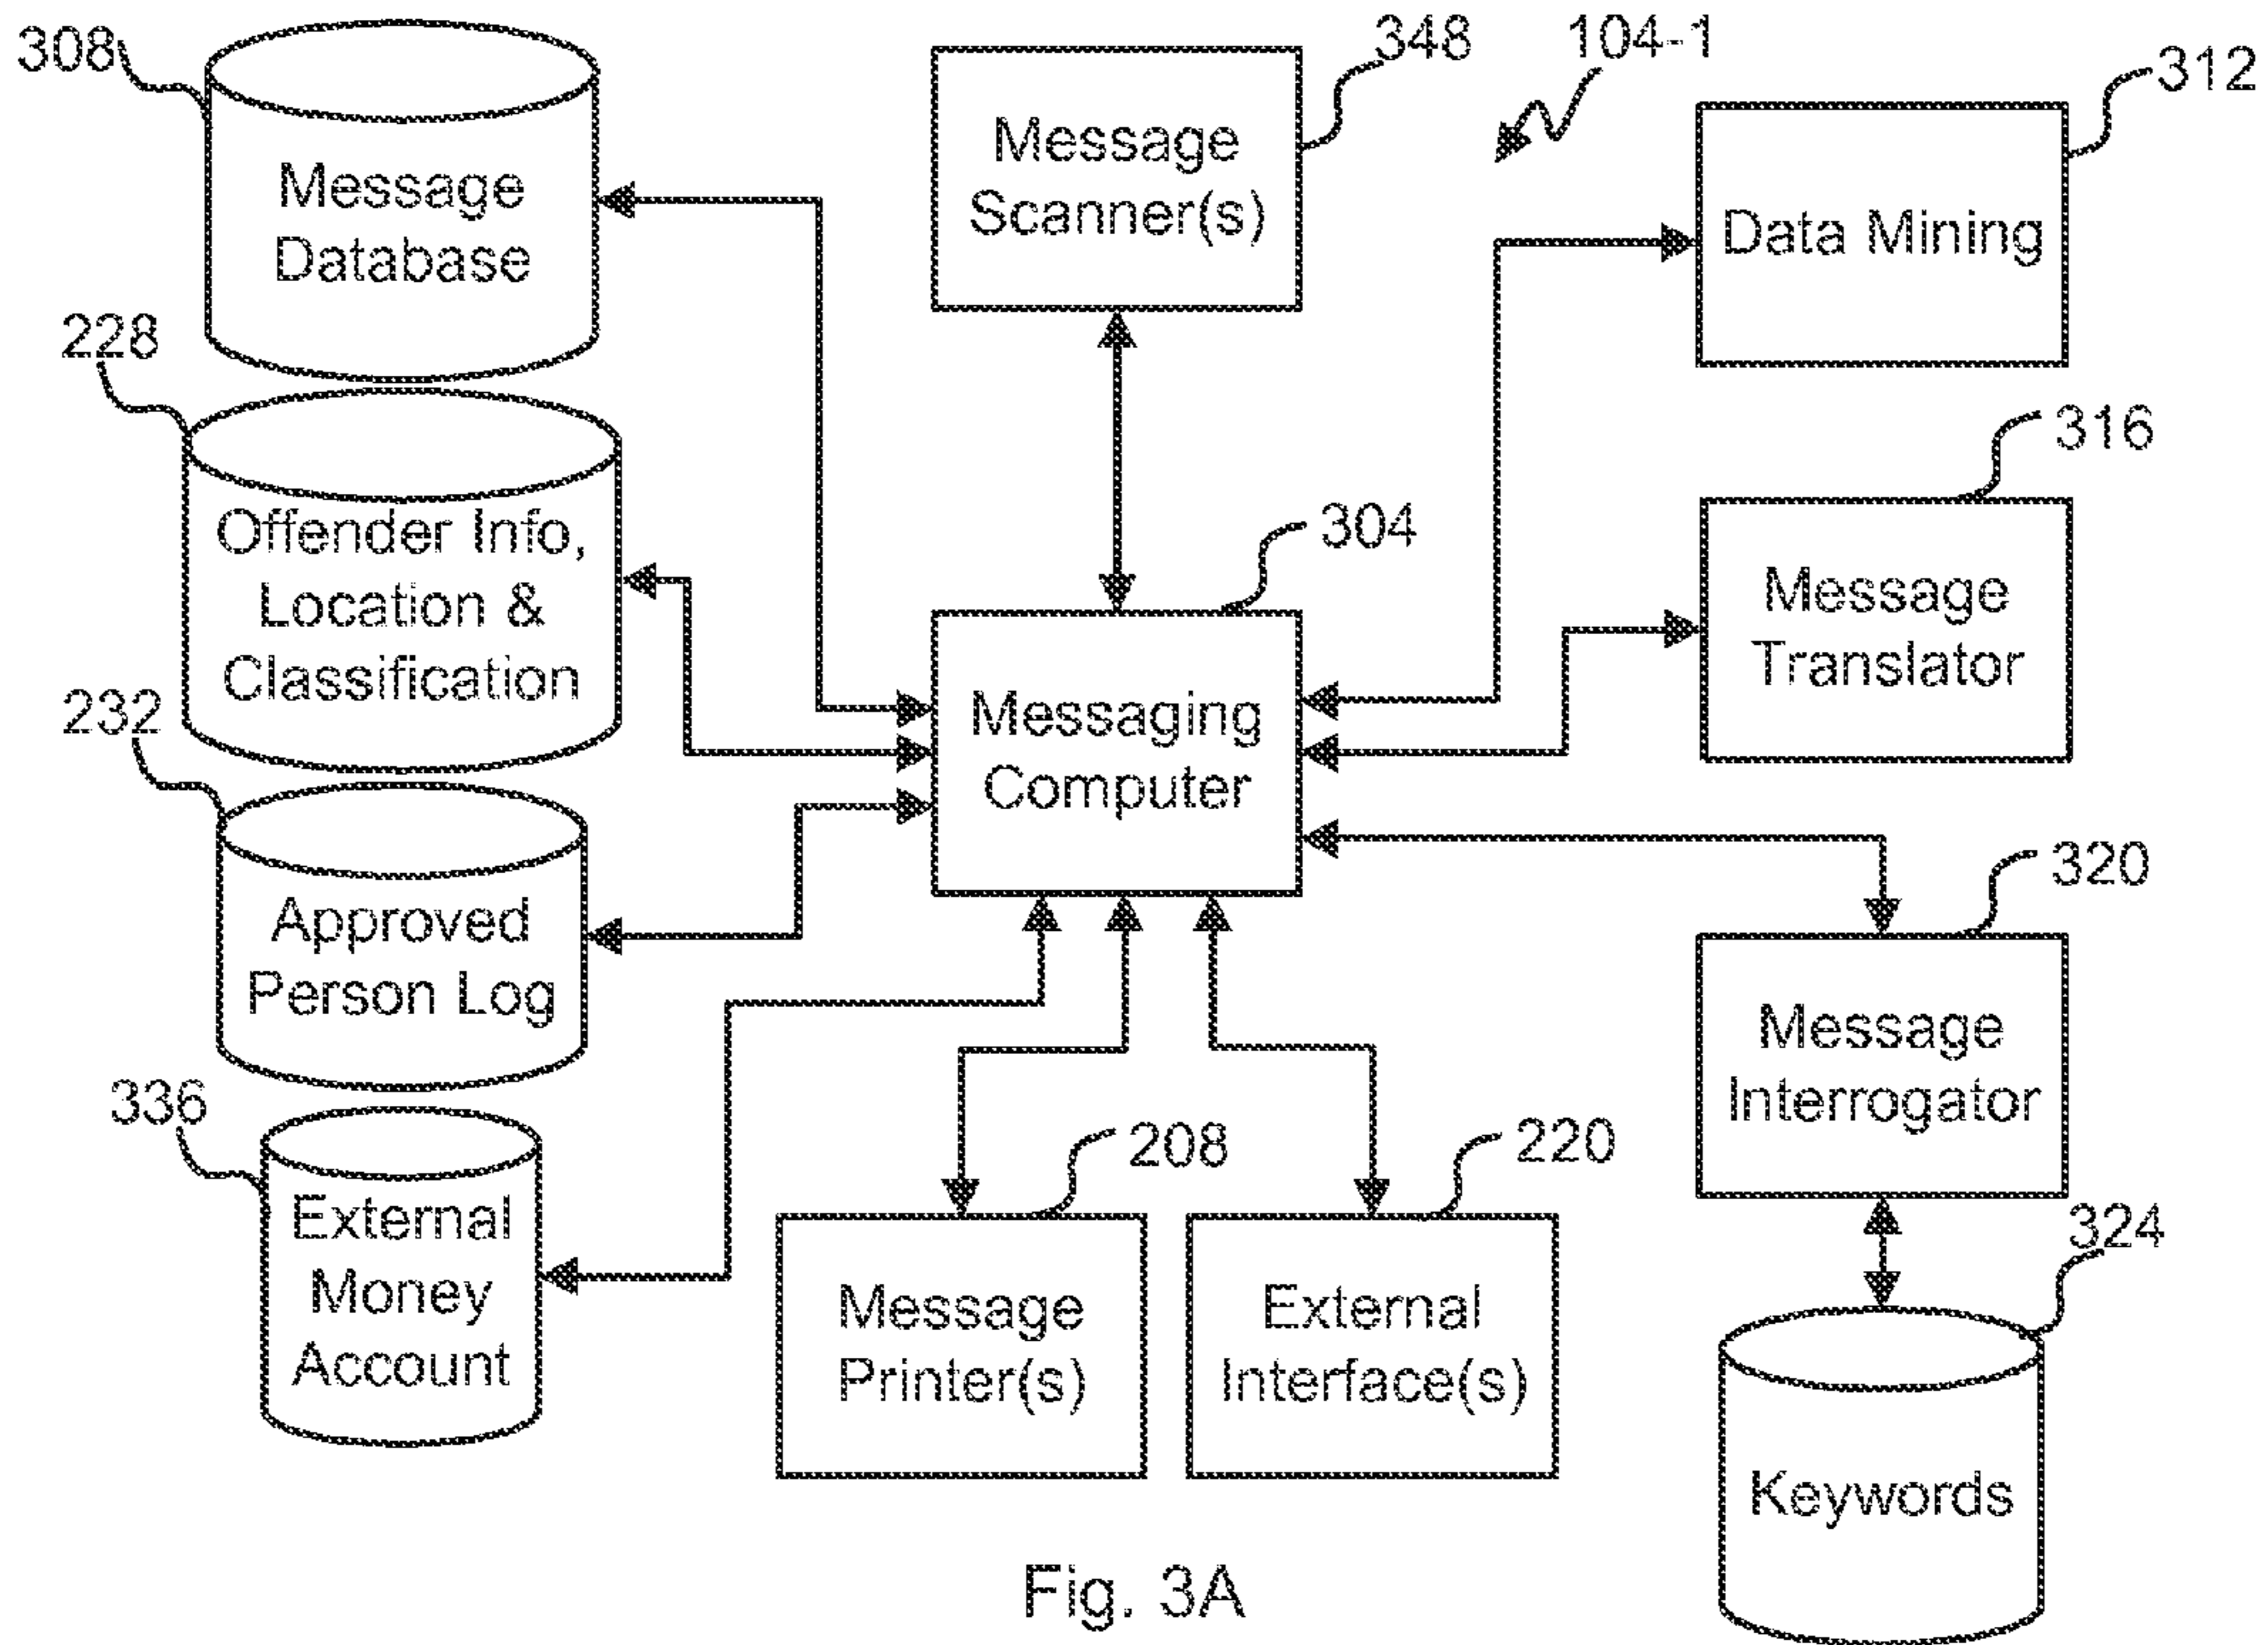 308
Message
Database
348
Message
Scanner(s)
104-1
312
Data Mining
228
Offender Info,
Location &
Classification
316
Message
Translator
304
Messaging
Computer
232
Approved
Person Log
320
Message
Interrogator
336
External
Money
Account
208
Message
Printer(s)
220
External
Interface(s)
324
Keywords
Fig. 3A